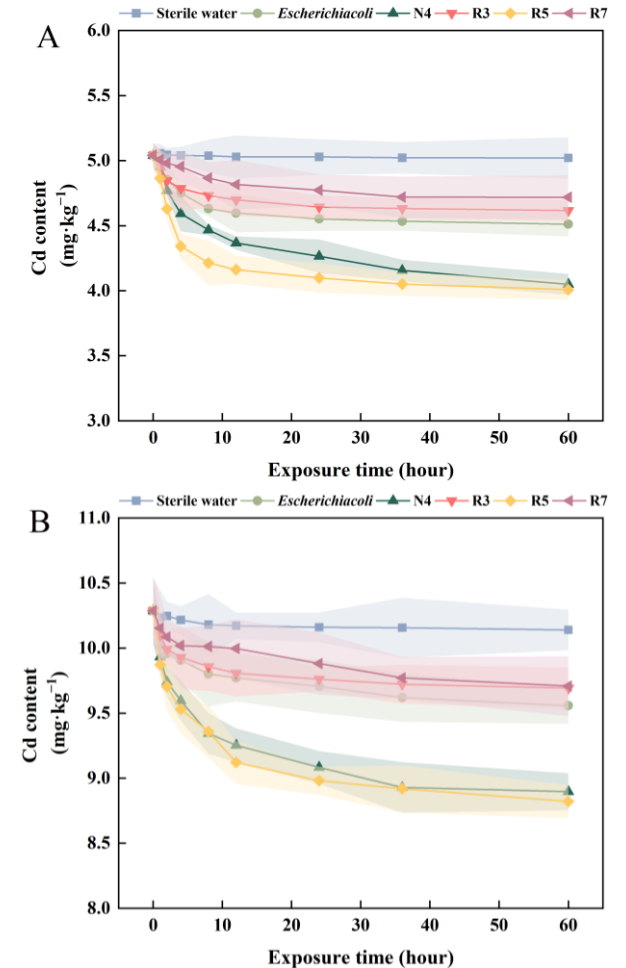 A
Sterile water Escherichiacoli N4 R3 R5 R7
6.0
5.5
5.0
4.5
4.0
3.5
3.0
Cd content
(mg·kg⁻¹)
0 10 20 30 40 50 60
Exposure time (hour)
B
Sterile water Escherichiacoli N4 R3 R5 R7
11.0
10.5
10.0
9.5
9.0
8.5
8.0
Cd content
(mg·kg⁻¹)
0 10 20 30 40 50 60
Exposure time (hour)